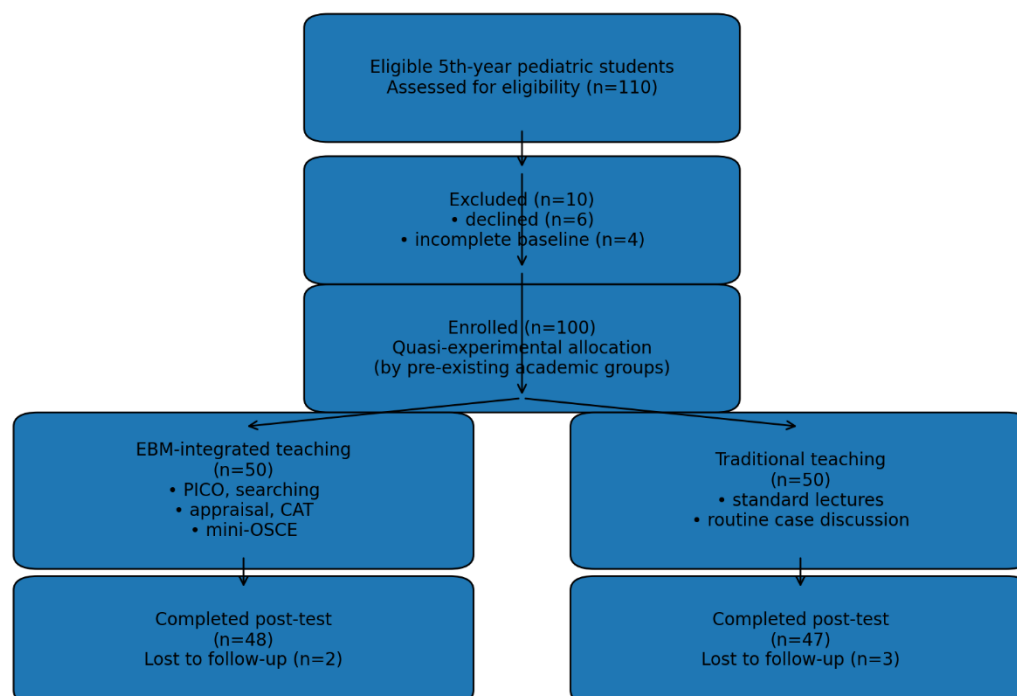 Eligible 5th-year pediatric students
Assessed for eligibility (n=110)
Excluded (n=10)
• declined (n=6)
• incomplete baseline (n=4)
Enrolled (n=100)
Quasi-experimental allocation
(by pre-existing academic groups)
EBM-integrated teaching
(n=50)
• PICO, searching
• appraisal, CAT
• mini-OSCE
Traditional teaching
(n=50)
• standard lectures
• routine case discussion
Completed post-test
(n=48)
Lost to follow-up (n=2)
Completed post-test
(n=47)
Lost to follow-up (n=3)